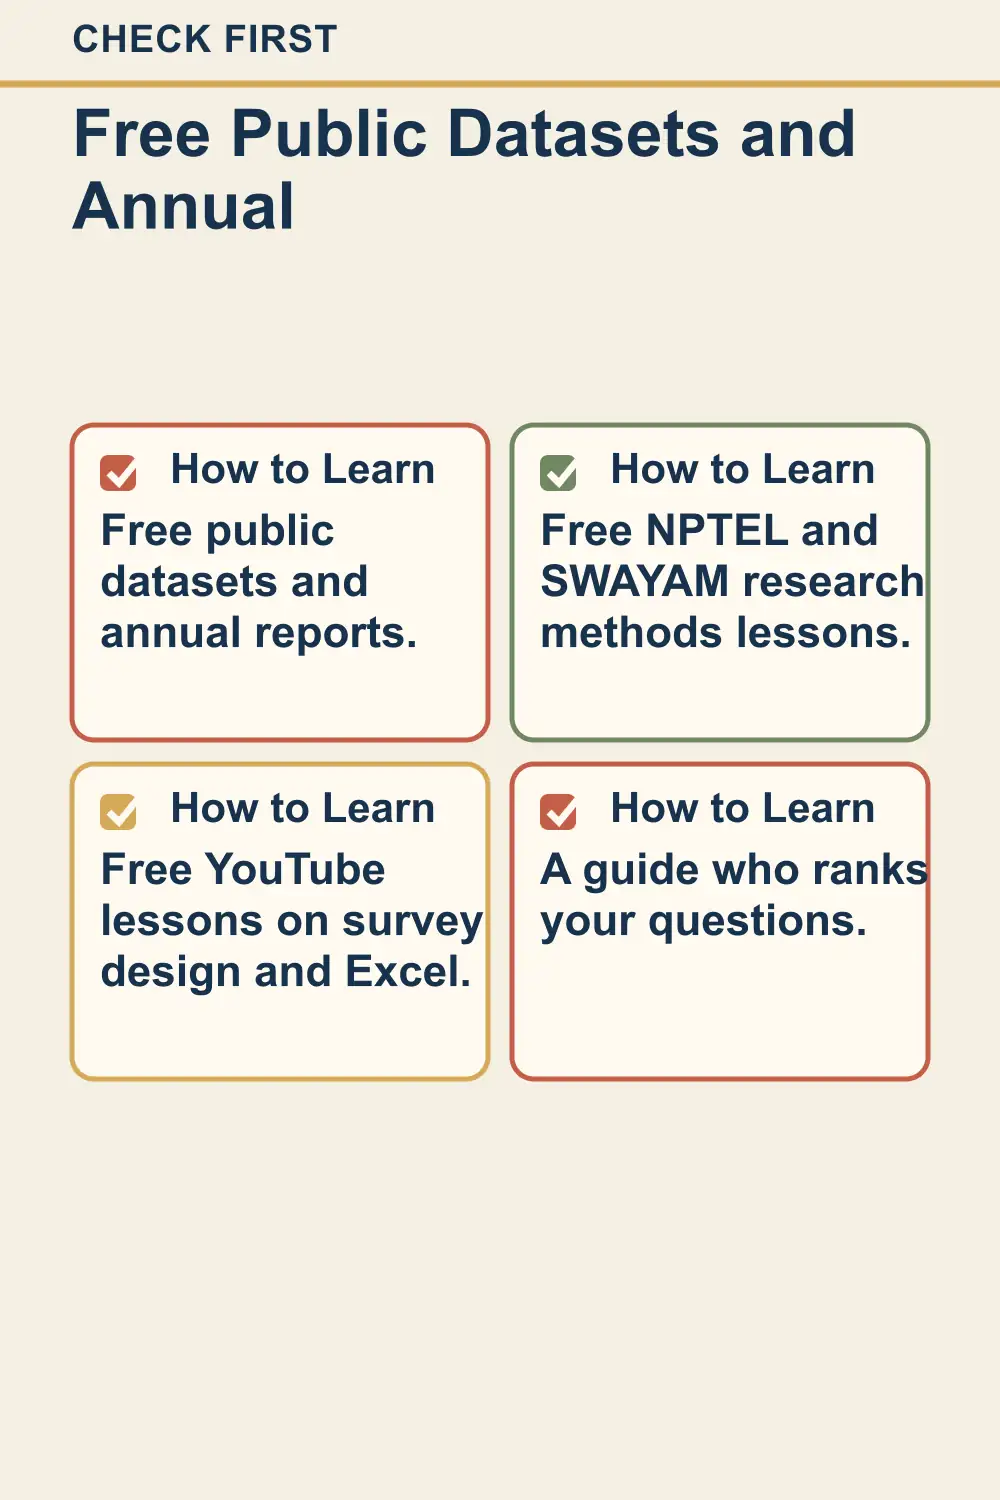 CHECK FIRST
Free Public Datasets and
Annual
How to Learn
Free public
datasets and
annual reports.
How to Learn
Free NPTEL and
SWAYAM research
methods lessons.
How to Learn
Free YouTube
lessons on survey
design and Excel.
How to Learn
A guide who ranks
your questions.